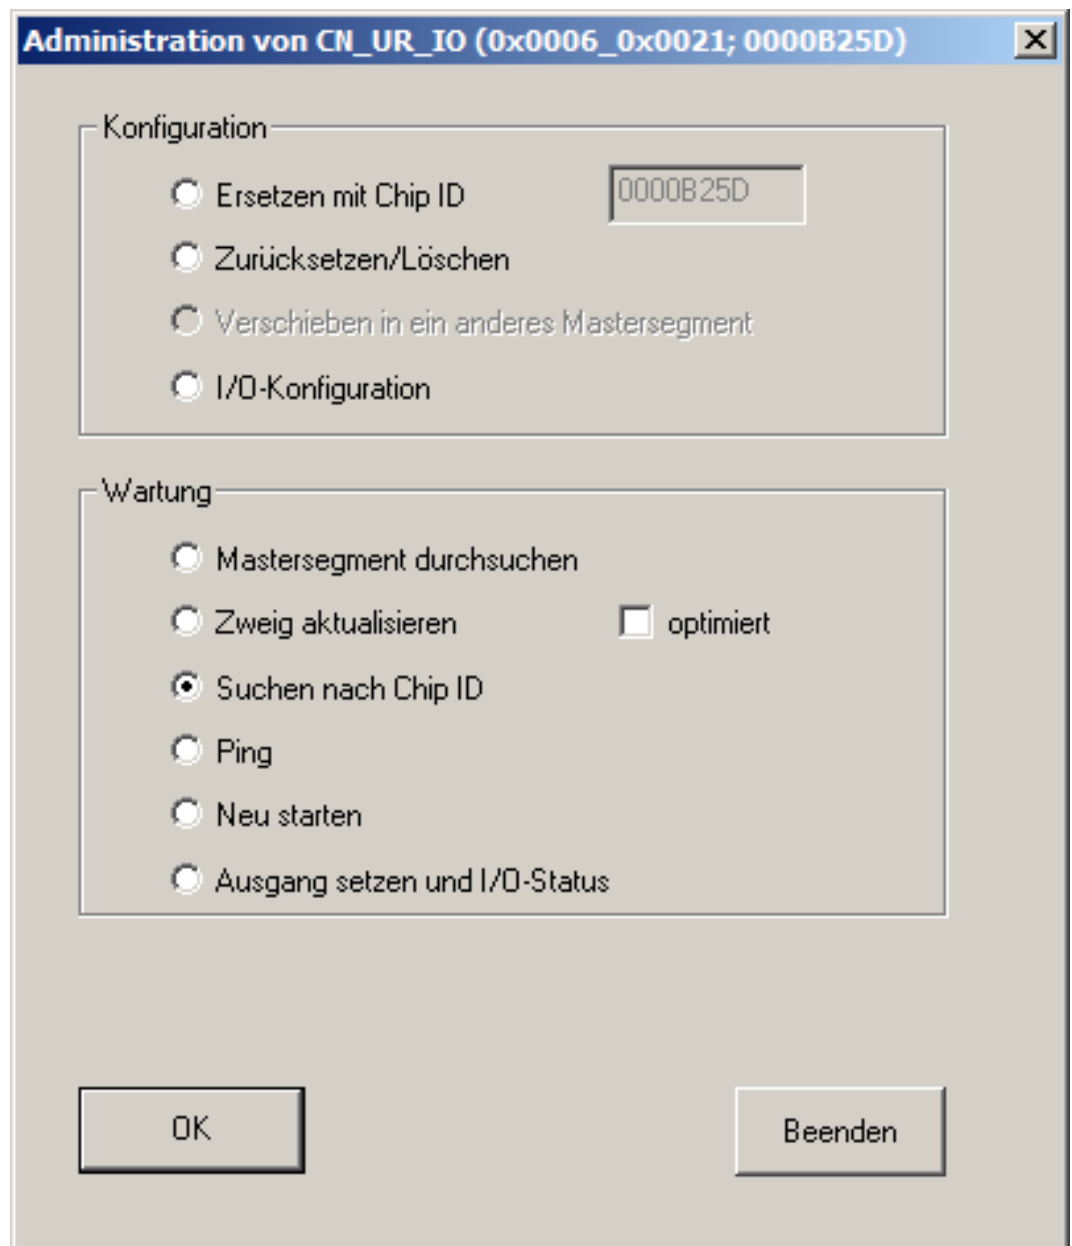 Administration von CN_UR_IO (0x0006_0x0021; 0000B25D)
Konfiguration
Ersetzen mit Chip ID 0000B25D
Zurücksetzen/Löschen
Verschieben in ein anderes Mastersegment
I/O-Konfiguration
Wartung
Mastersegment durchsuchen
Zweig aktualisieren optimiert
Suchen nach Chip ID
Ping
Neu starten
Ausgang setzen und I/O-Status
OK Beenden